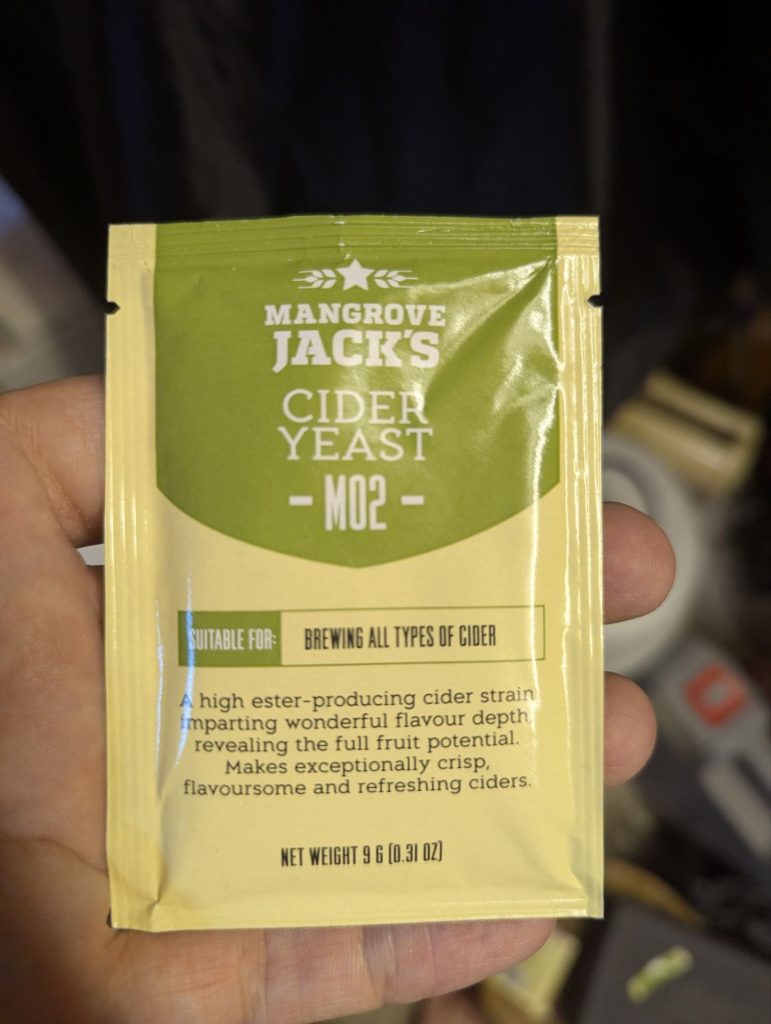 MANGROVE
JACK'S
CIDER
YEAST
- M02 -
SUITABLE FOR: BREWING ALL TYPES OF CIDER
A high ester-producing cider strain
imparting wonderful flavour depth,
revealing the full fruit potential.
Makes exceptionally crisp,
flavoursome and refreshing ciders.
NET WEIGHT 9 G (0.31 OZ)